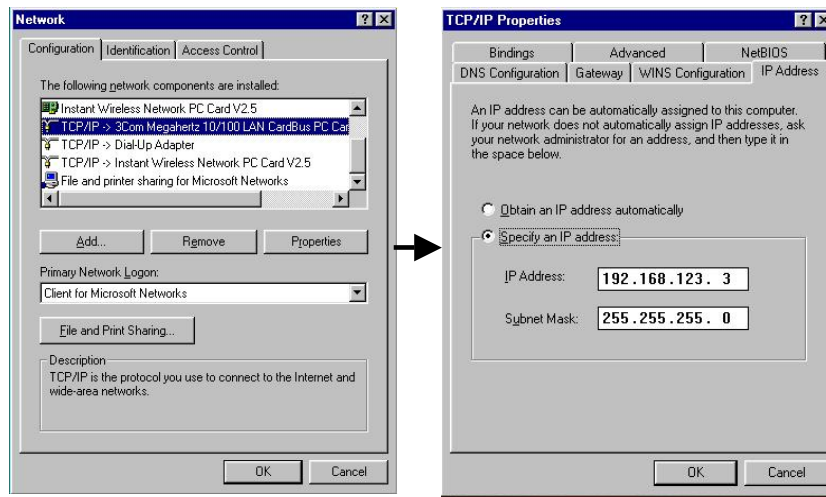 Network
Configuration Identification Access Control
The following network components are installed:
Instant Wireless Network PC Card V2.5
TCP/IP -> 3Com Megahertz 10/100 LAN CardBus PC Car
TCP/IP -> Dial-Up Adapter
TCP/IP -> Instant Wireless Network PC Card V2.5
File and printer sharing for Microsoft Networks
Add... Remove Properties
Primary Network Logon:
Client for Microsoft Networks
File and Print Sharing...
Description
TCP/IP is the protocol you use to connect to the Internet and
wide-area networks.
OK Cancel
TCP/IP Properties
Bindings Advanced NetBIOS
DNS Configuration Gateway WINS Configuration IP Address
An IP address can be automatically assigned to this computer.
If your network does not automatically assign IP addresses, ask
your network administrator for an address, and then type it in
the space below.
Obtain an IP address automatically
Specify an IP address:
IP Address: 192.168.123. 3
Subnet Mask: 255.255.255. 0
OK Cancel